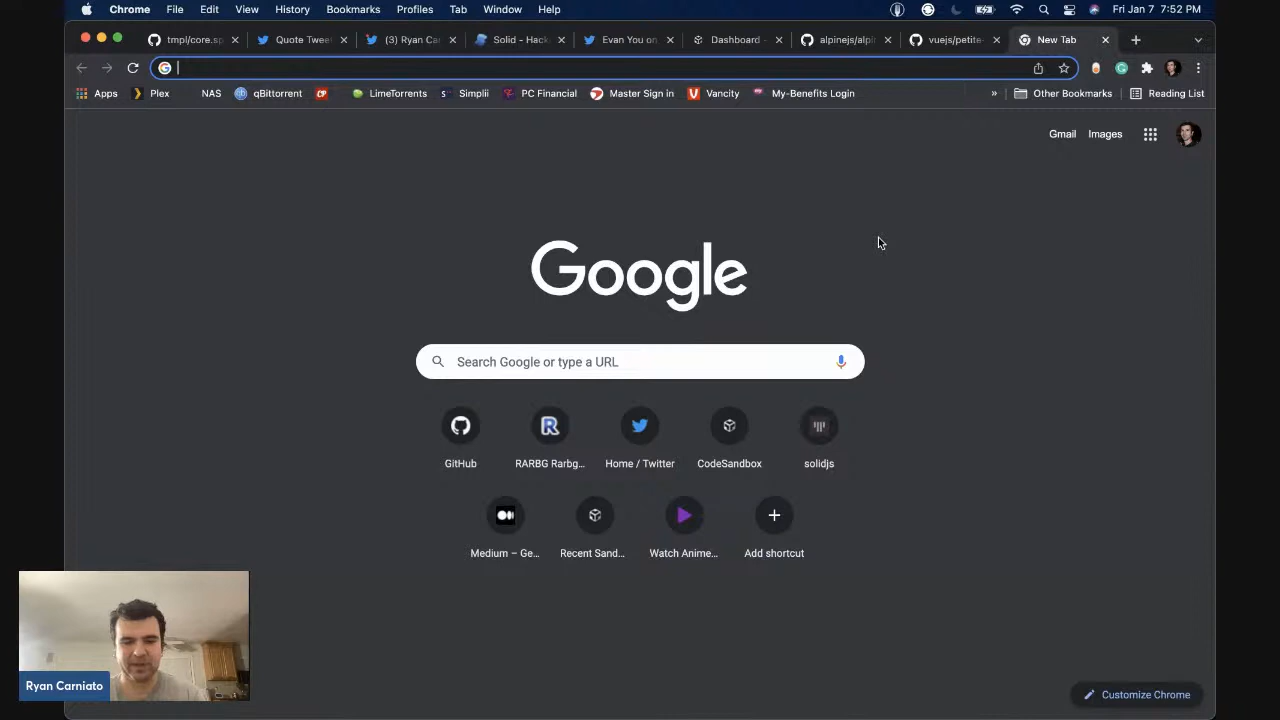 Chrome File Edit View History Bookmarks Profiles Tab Window Help Fri Jan 7 7:52 PM
tmpl/core.sp Quote Twee (3) Ryan Car Solid - Hack Evan You on Dashboard - alpinejs/alpi vuejs/petite- New Tab
Apps Plex NAS qBittorrent LimeTorrents Simplii PC Financial Master Sign in Vancity My-Benefits Login » Other Bookmarks Reading List
Gmail Images
Google
Search Google or type a URL
GitHub RARBG Rarbg... Home / Twitter CodeSandbox solidjs
Medium – Ge... Recent Sand... Watch Anime... Add shortcut
Ryan Carniato
Customize Chrome